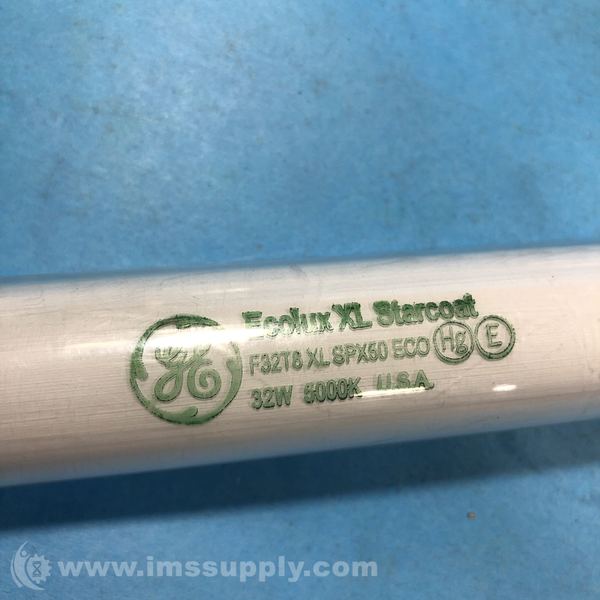 Ecolux XL Starcoat
GE F32T8 XL SPX50 ECO Hg E
32W 5000K U.S.A.
www.imssupply.com